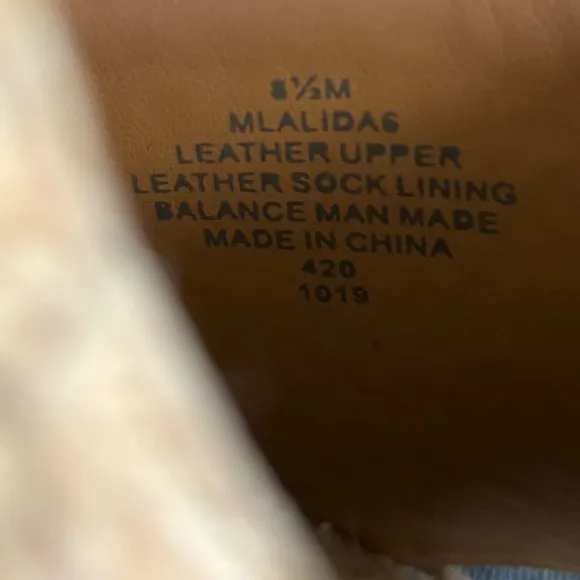 8½M
MLALIDA6
LEATHER UPPER
LEATHER SOCK LINING
BALANCE MAN MADE
MADE IN CHINA
420
1019